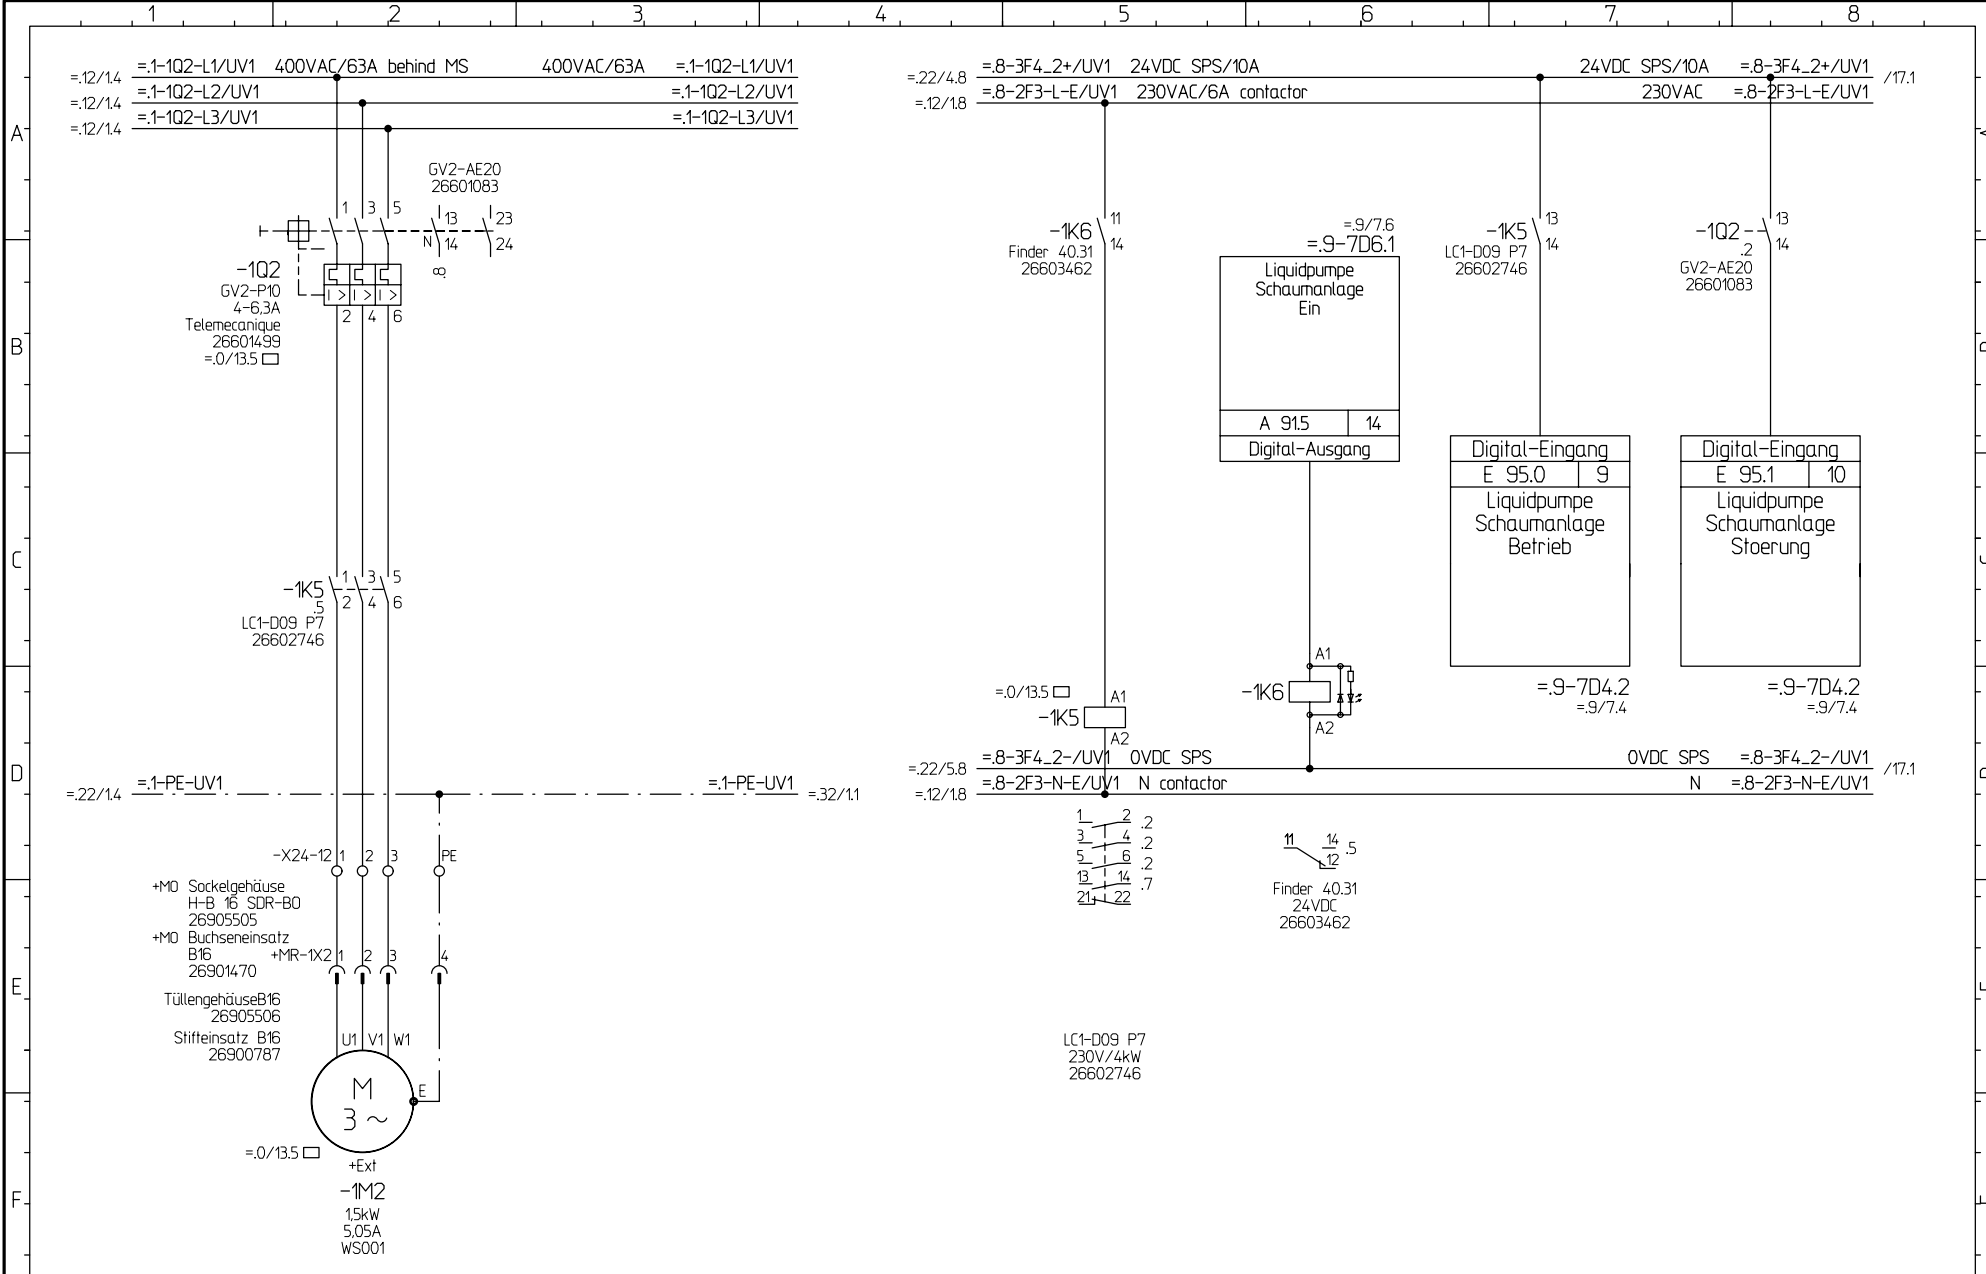 1 2 3 4 5 6 7 8
=.12/1.4 =.1-1Q2-L1/UV1 400VAC/63A behind MS 400VAC/63A =.1-1Q2-L1/UV1
=.12/1.4 =.1-1Q2-L2/UV1 =.1-1Q2-L2/UV1
=.12/1.4 =.1-1Q2-L3/UV1 =.1-1Q2-L3/UV1
=.22/4.8 =.8-3F4_2+/UV1 24VDC SPS/10A 24VDC SPS/10A =.8-3F4_2+/UV1 /17.1
=.12/1.8 =.8-2F3-L-E/UV1 230VAC/6A contactor 230VAC =.8-2F3-L-E/UV1
A
GV2-AE20
26601083
1 3 5 13 23
N 14 24
.8
-1Q2
GV2-P10
4-6,3A
Telemecanique
26601499
=.0/13.5
I > I > I >
2 4 6
B
-1K6 11
14
Finder 40.31
26603462
=.9/7.6
=.9-7D6.1
Liquidpumpe
Schaumanlage
Ein
A 91.5 14
Digital-Ausgang
-1K5 13
14
LC1-D09 P7
26602746
-1Q2 13
.2 14
GV2-AE20
26601083
Digital-Eingang
E 95.0 9
Liquidpumpe
Schaumanlage
Betrieb
=.9-7D4.2
=.9/7.4
Digital-Eingang
E 95.1 10
Liquidpumpe
Schaumanlage
Stoerung
=.9-7D4.2
=.9/7.4
C
-1K5 1 3 5
.5 2 4 6
LC1-D09 P7
26602746
=.0/13.5 A1
-1K5
A2
A1
-1K6
A2
D
=.22/5.8 =.8-3F4_2-/UV1 0VDC SPS 0VDC SPS =.8-3F4_2-/UV1 /17.1
=.12/1.8 =.8-2F3-N-E/UV1 N contactor N =.8-2F3-N-E/UV1
=.22/1.4 =.1-PE-UV1 =.1-PE-UV1 =.32/1.1
1 2 .2
3 4 .2
5 6 .2
13 14 .7
21 22
11 14 .5
12
Finder 40.31
24VDC
26603462
-X24-12 1 2 3 PE
+M0 Sockelgehäuse
H-B 16 SDR-BO
26905505
+M0 Buchseneinsatz
B16
26901470
+MR-1X2 1 2 3 4
E
TüllengehäuseB16
26905506
Stifteinsatz B16
26900787
U1 V1 W1
M
3 ~
E
=.0/13.5
+Ext
-1M2
1,5kW
5,05A
WS001
LC1-D09 P7
230V/4kW
26602746
F